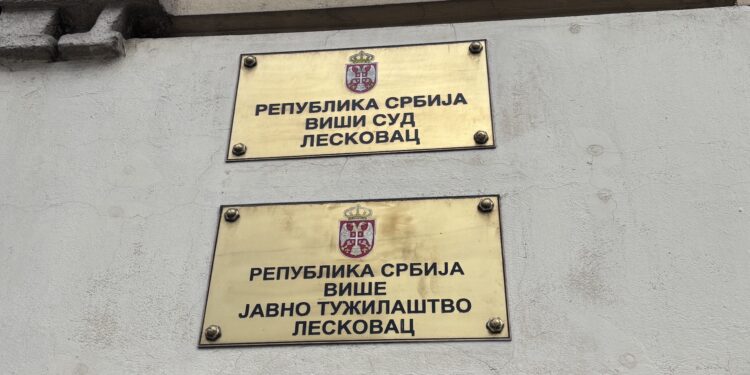 РЕПУБЛИКА СРБИЈА
ВИШИ СУД
ЛЕСКОВАЦ
РЕПУБЛИКА СРБИЈА
ВИШЕ
ЈАВНО ТУЖИЛАШТВО
ЛЕСКОВАЦ